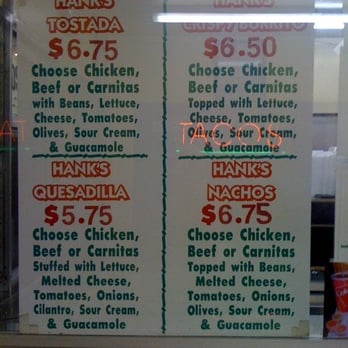 HANK'S
TOSTADA
$6.75
Choose Chicken,
Beef or Carnitas
with Beans, Lettuce,
Cheese, Tomatoes,
Olives, Sour Cream,
& Guacamole
HANK'S
CRISPY BURRITO
$6.50
Choose Chicken,
Beef or Carnitas
Topped with Lettuce,
Cheese, Tomatoes,
Olives, Sour Cream,
& Guacamole
AT
TACOS
HANK'S
QUESADILLA
$5.75
Choose Chicken,
Beef or Carnitas
Stuffed with Lettuce,
Melted Cheese,
Tomatoes, Onions,
Cilantro, Sour Cream,
& Guacamole
HANK'S
NACHOS
$6.75
Choose Chicken,
Beef or Carnitas
Topped with Beans,
Melted Cheese,
Tomatoes, Onions,
Olives, Sour Cream,
& Guacamole